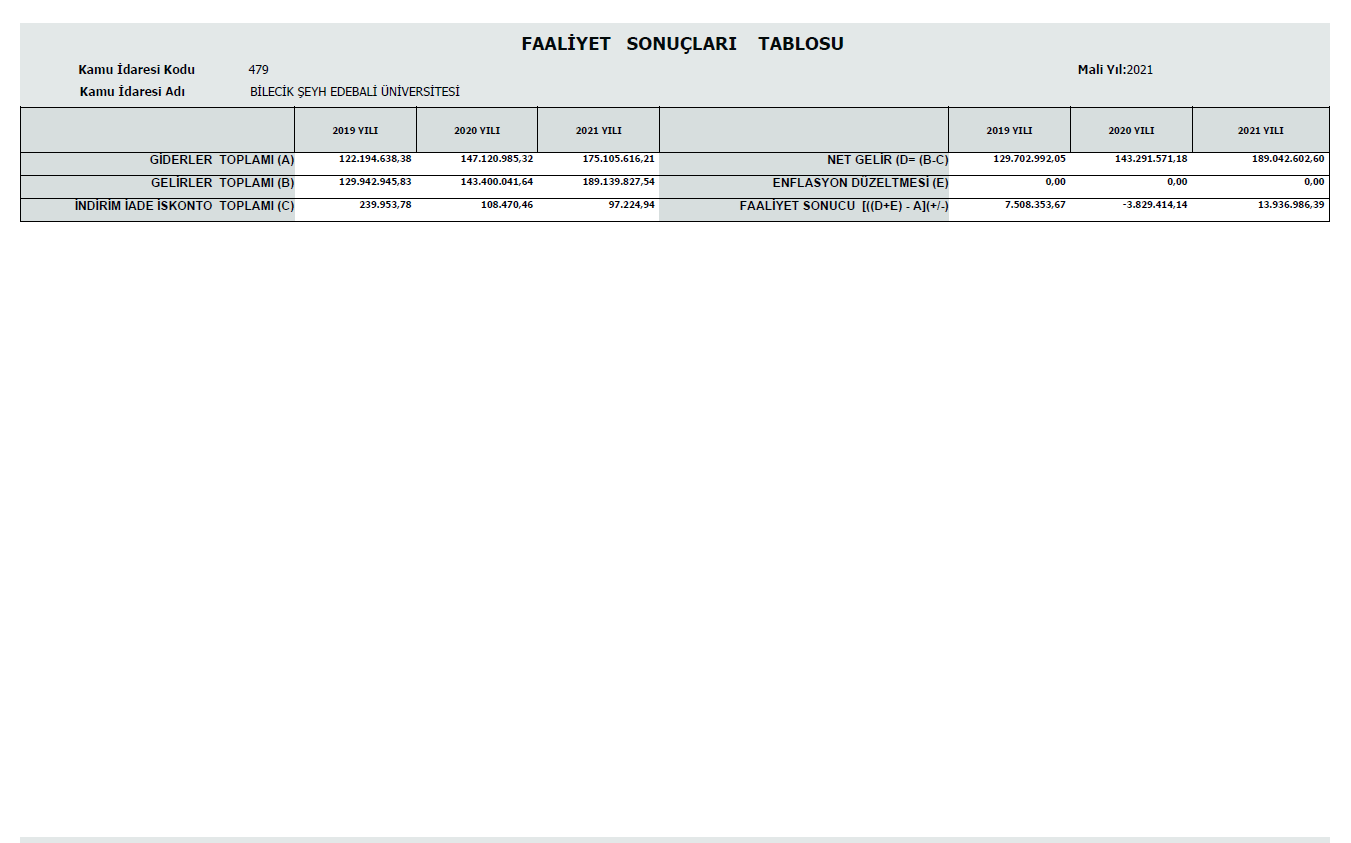 FAALİYET SONUÇLARI TABLOSU
Kamu İdaresi Kodu 479 Mali Yıl:2021
Kamu İdaresi Adı BİLECİK ŞEYH EDEBALİ ÜNİVERSİTESİ
2019 YILI 2020 YILI 2021 YILI 2019 YILI 2020 YILI 2021 YILI
GİDERLER TOPLAMI (A) 122.194.638,38 147.120.985,32 175.105.616,21 NET GELİR (D= (B-C) 129.702.992,05 143.291.571,18 189.042.602,60
GELİRLER TOPLAMI (B) 129.942.945,83 143.400.041,64 189.139.827,54 ENFLASYON DÜZELTMESİ (E) 0,00 0,00 0,00
İNDİRİM İADE İSKONTO TOPLAMI (C) 239.953,78 108.470,46 97.224,94 FAALİYET SONUCU [((D+E) - A](+/-) 7.508.353,67 -3.829.414,14 13.936.986,39